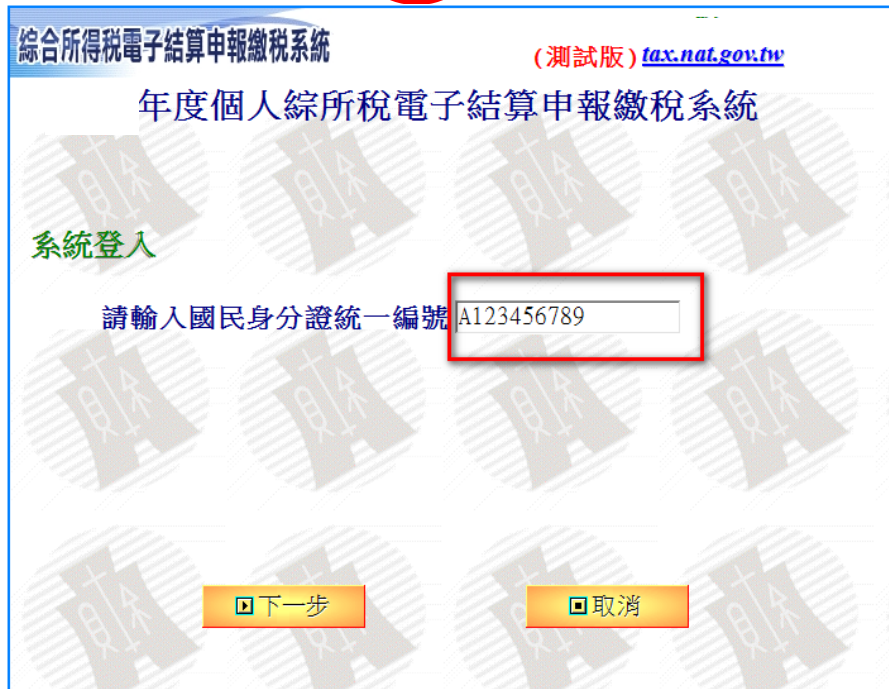 綜合所得稅電子結算申報繳稅系統
(測試版) tax.nat.gov.tw
年度個人綜所稅電子結算申報繳稅系統
系統登入
請輸入國民身分證統一編號 A123456789
下一步
取消